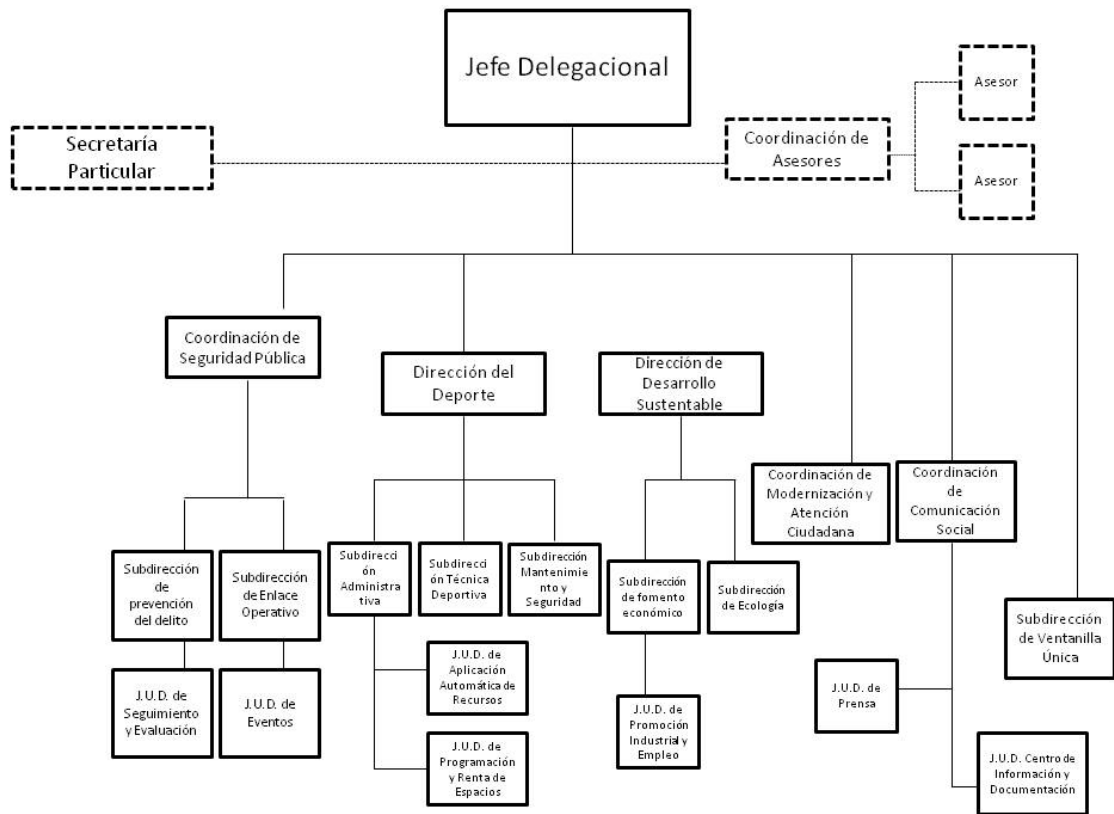 Jefe Delegacional
Secretaría
Particular
Coordinación de
Asesores
Asesor
Asesor
Coordinación de
Seguridad Pública
Dirección del
Deporte
Dirección de
Desarrollo
Sustentable
Coordinación de
Modernización y
Atención
Ciudadana
Coordinación
de
Comunicación
Social
Subdirección
de
prevención
del delito
Subdirección
de Enlace
Operativo
Subdirecci
ón
Administra
tiva
Subdirecci
ón Técnica
Deportiva
Subdirección
Mantenimie
nto y
Seguridad
Subdirección
de fomento
económico
Subdirección
de Ecología
Subdirección
de Ventanilla
Única
J.U.D. de
Seguimiento
y Evaluación
J.U.D. de
Eventos
J.U.D. de
Aplicación
Automática de
Recursos
J.U.D. de
Programación
y Renta de
Espacios
J.U.D. de
Promoción
Industrial y
Empleo
J.U.D. de
Prensa
J.U.D. Centro de
Información y
Documentación